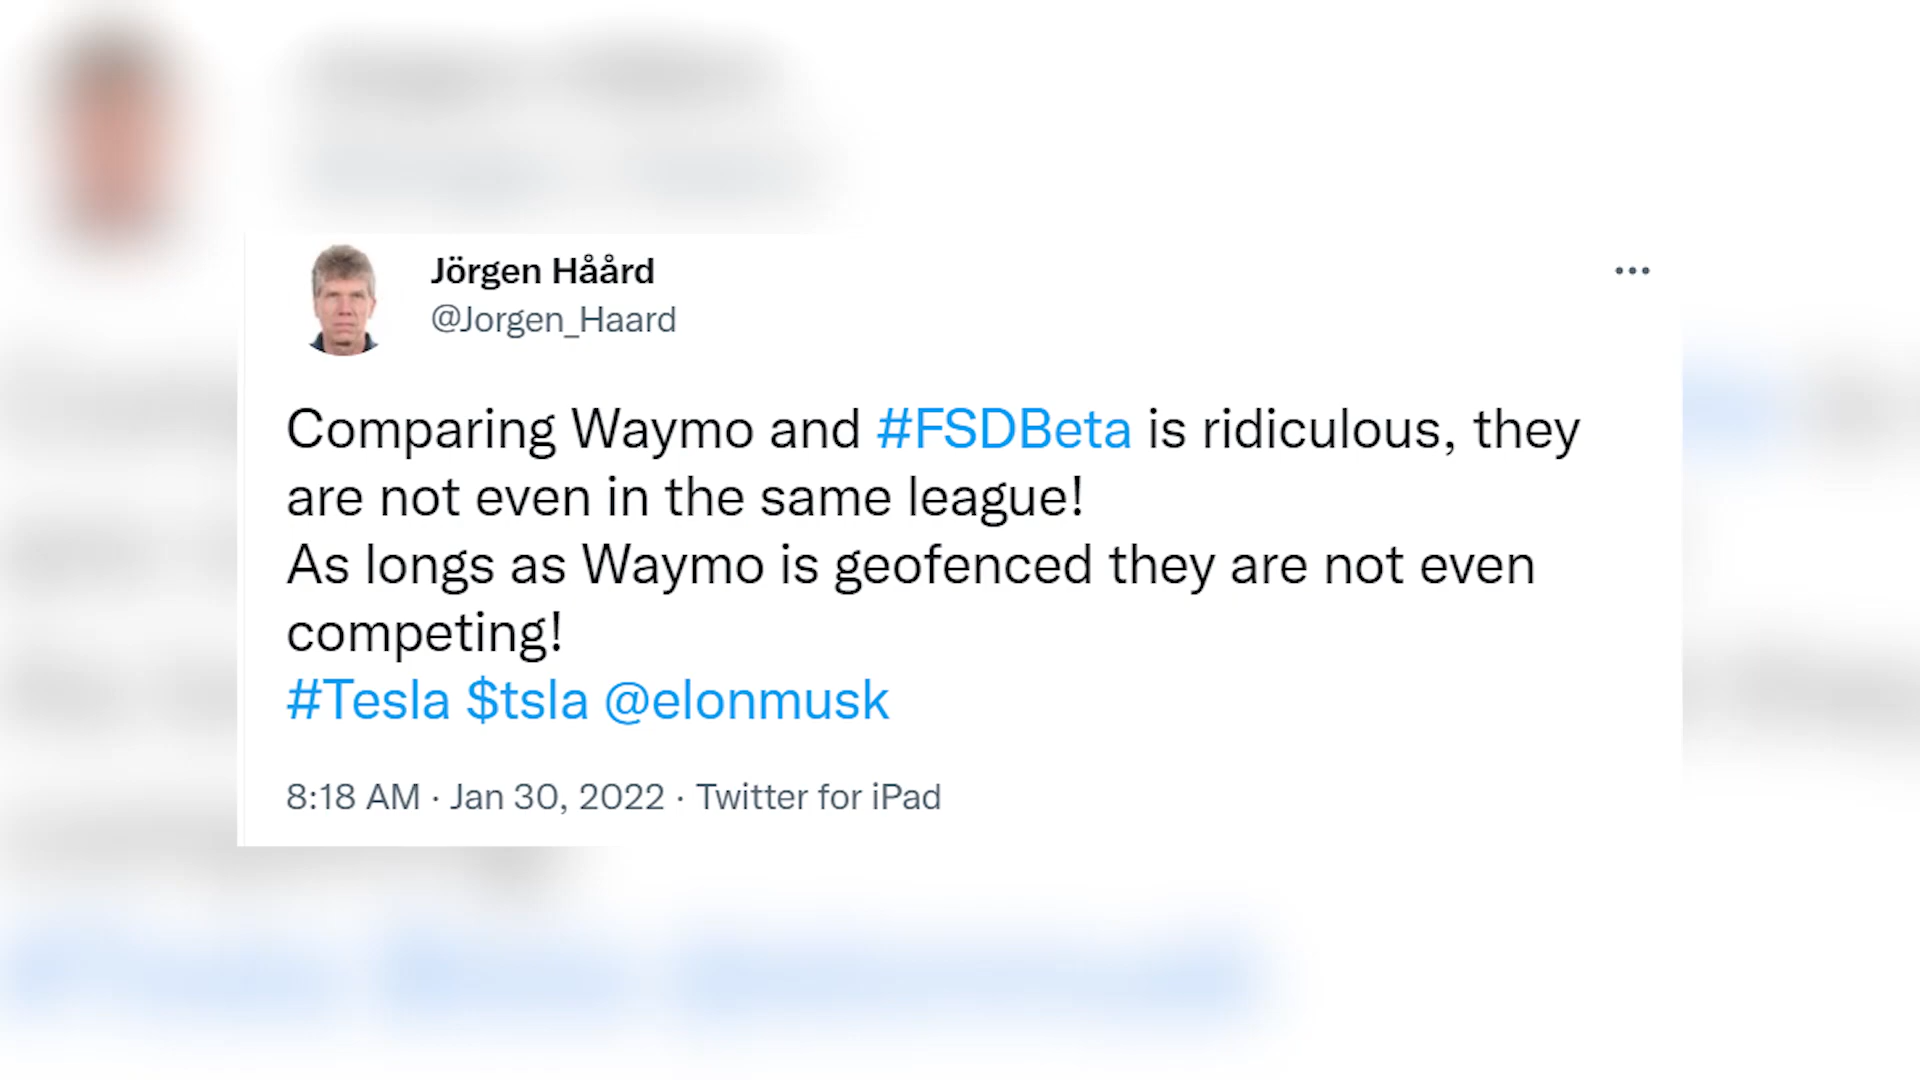 Jörgen Håård
@Jorgen_Haard
Comparing Waymo and #FSDBeta is ridiculous, they
are not even in the same league!
As longs as Waymo is geofenced they are not even
competing!
#Tesla $tsla @elonmusk
8:18 AM · Jan 30, 2022 · Twitter for iPad